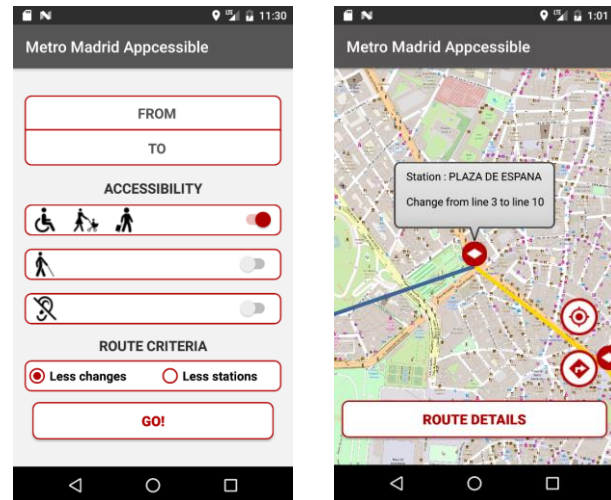 11:30
Metro Madrid Appcessible
FROM
TO
ACCESSIBILITY
ROUTE CRITERIA
Less changes
Less stations
GO!
1:01
Metro Madrid Appcessible
Station : PLAZA DE ESPANA
Change from line 3 to line 10
ROUTE DETAILS